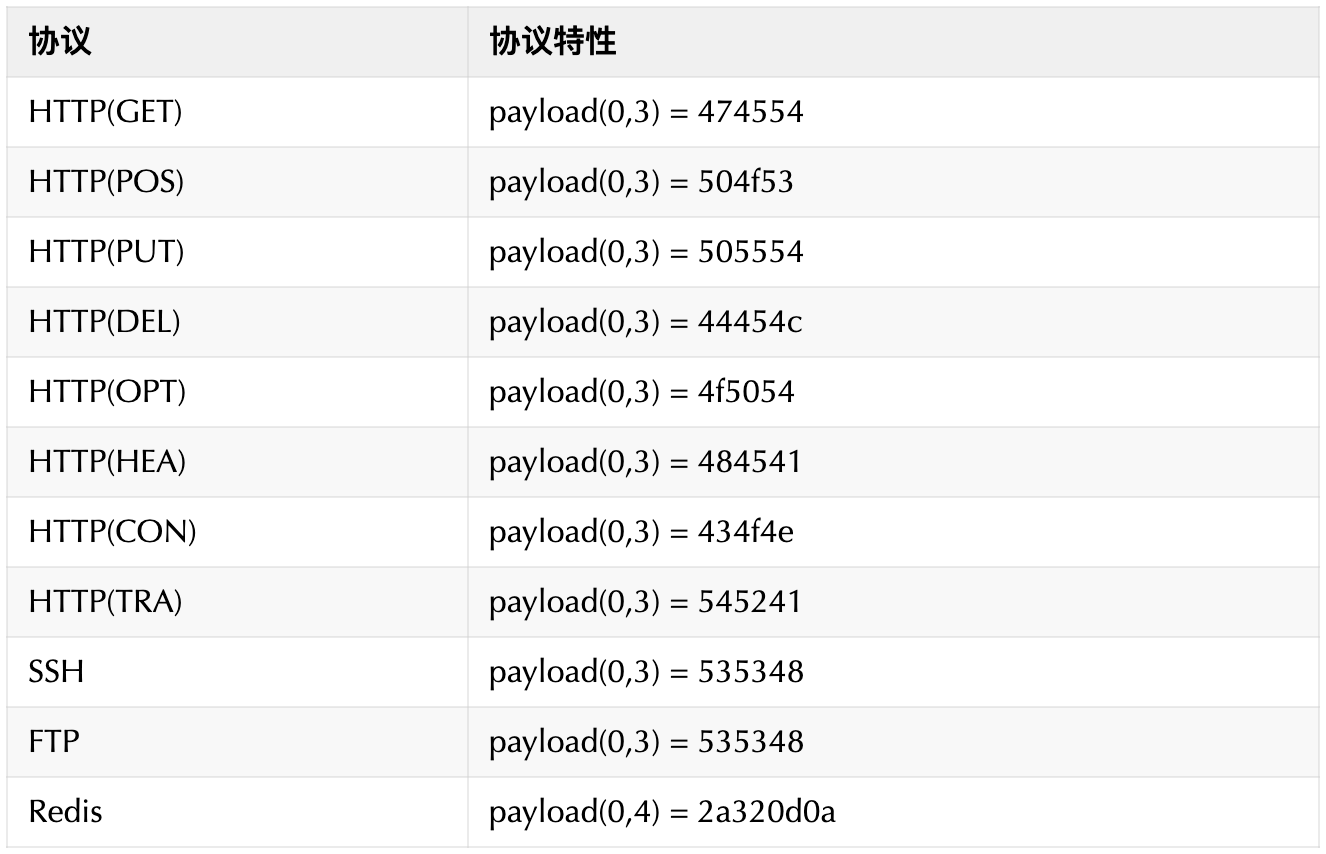 协议 协议特性
HTTP(GET) payload(0,3) = 474554
HTTP(POS) payload(0,3) = 504f53
HTTP(PUT) payload(0,3) = 505554
HTTP(DEL) payload(0,3) = 44454c
HTTP(OPT) payload(0,3) = 4f5054
HTTP(HEA) payload(0,3) = 484541
HTTP(CON) payload(0,3) = 434f4e
HTTP(TRA) payload(0,3) = 545241
SSH payload(0,3) = 535348
FTP payload(0,3) = 535348
Redis payload(0,4) = 2a320d0a